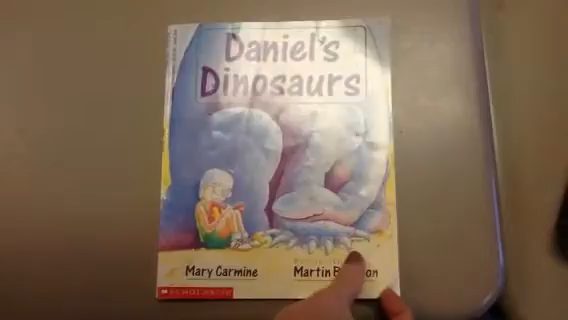 Daniel's
Dinosaurs
Mary Carmine
Martin
SCHOLASTIC